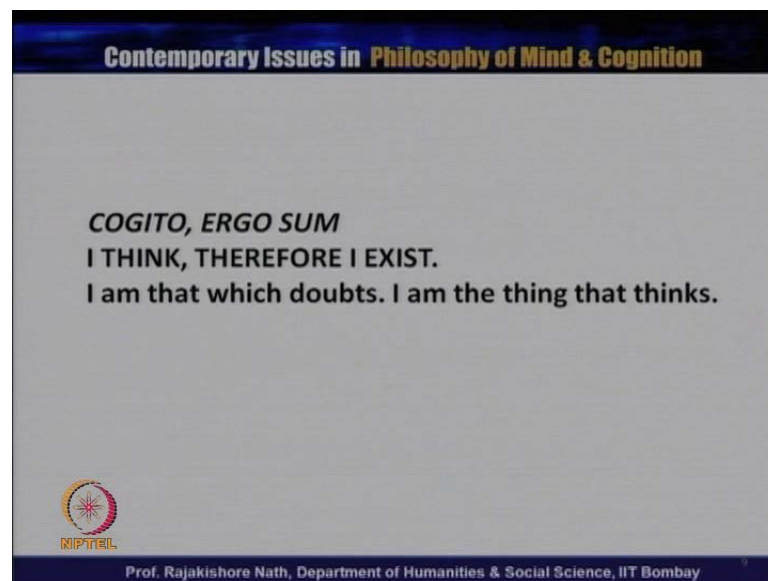 Contemporary Issues in Philosophy of Mind & Cognition
COGITO, ERGO SUM
I THINK, THEREFORE I EXIST.
I am that which doubts. I am the thing that thinks.
NPTEL
Prof. Rajakishore Nath, Department of Humanities & Social Science, IIT Bombay
9